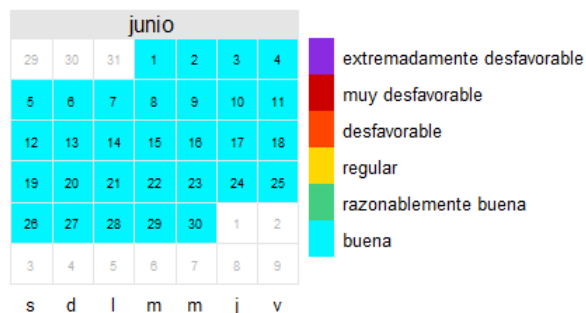 junio
29 30 31 1 2 3 4
5 6 7 8 9 10 11
12 13 14 15 16 17 18
19 20 21 22 23 24 25
26 27 28 29 30 1 2
3 4 5 6 7 8 9
s d l m m j v
extremadamente desfavorable
muy desfavorable
desfavorable
regular
razonablemente buena
buena